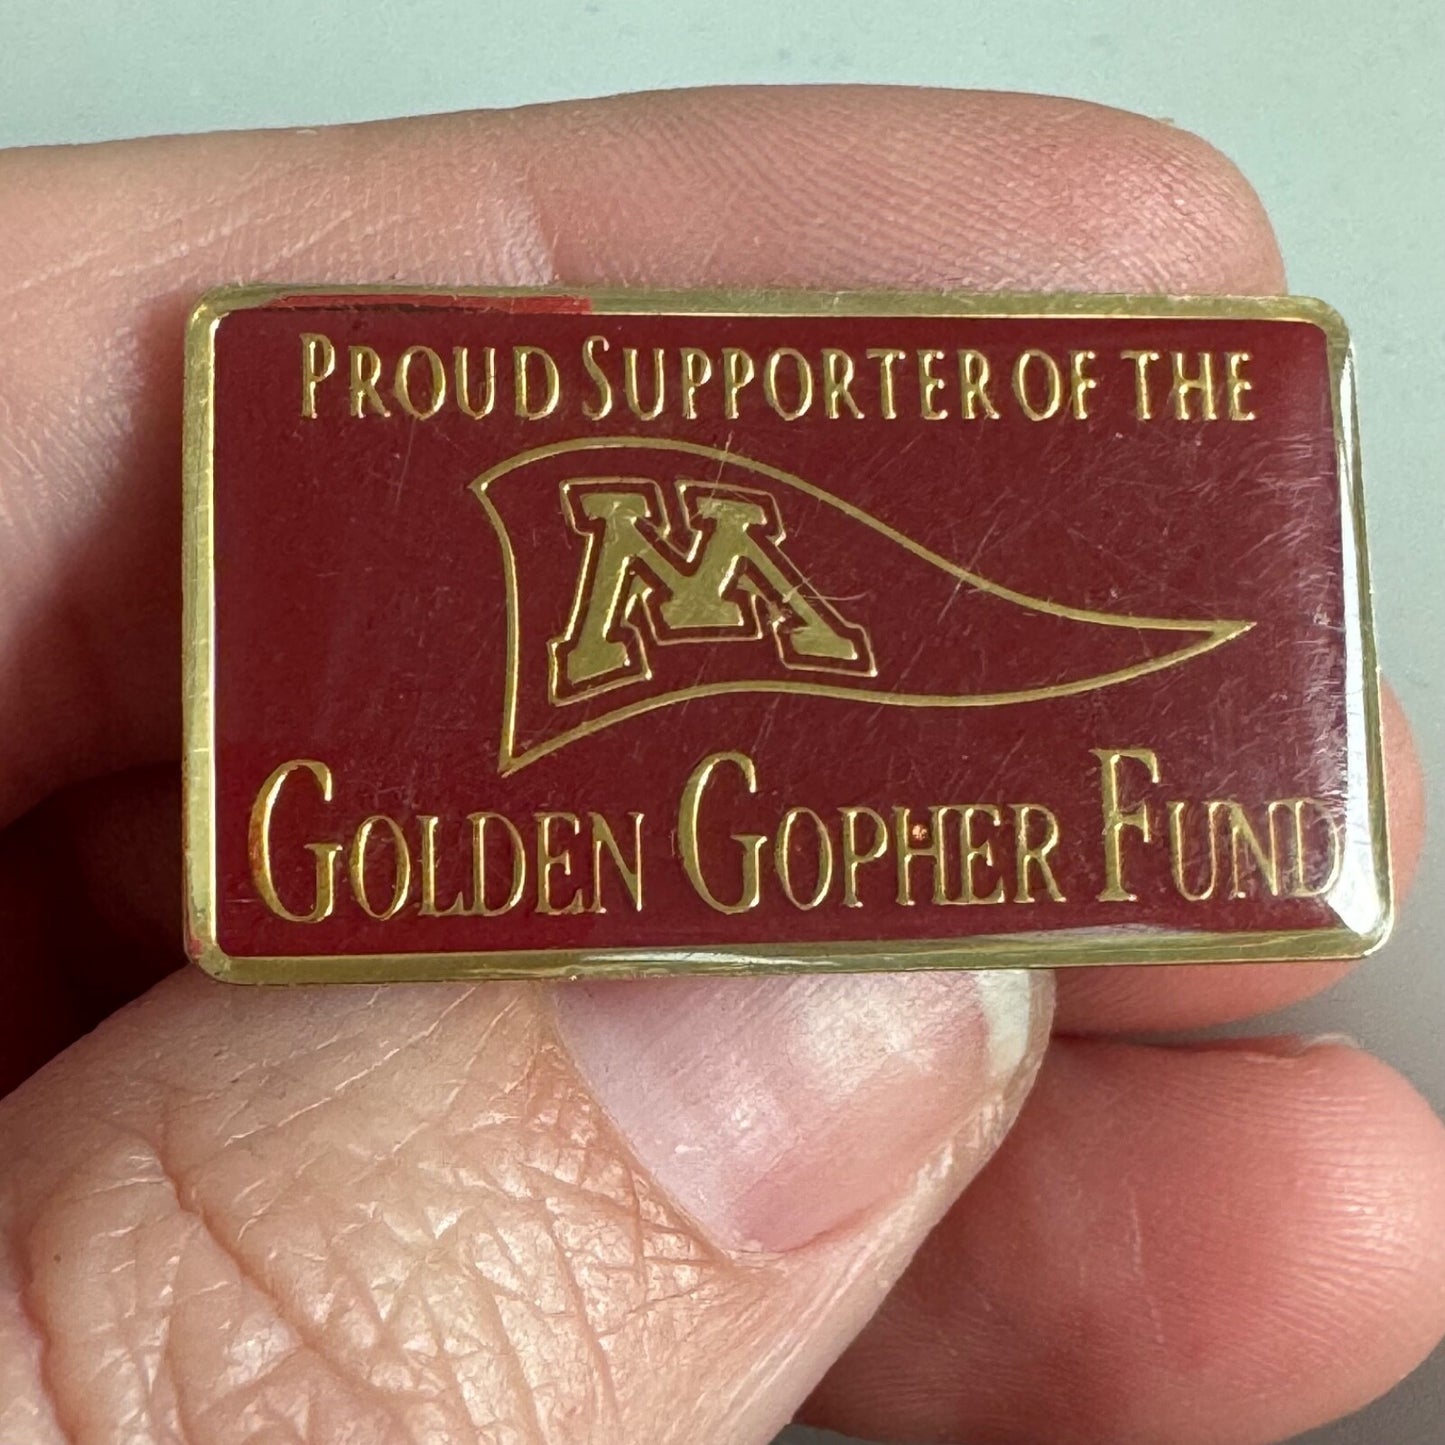 PROUD SUPPORTER OF THE
M
GOLDEN GOPHER FUND